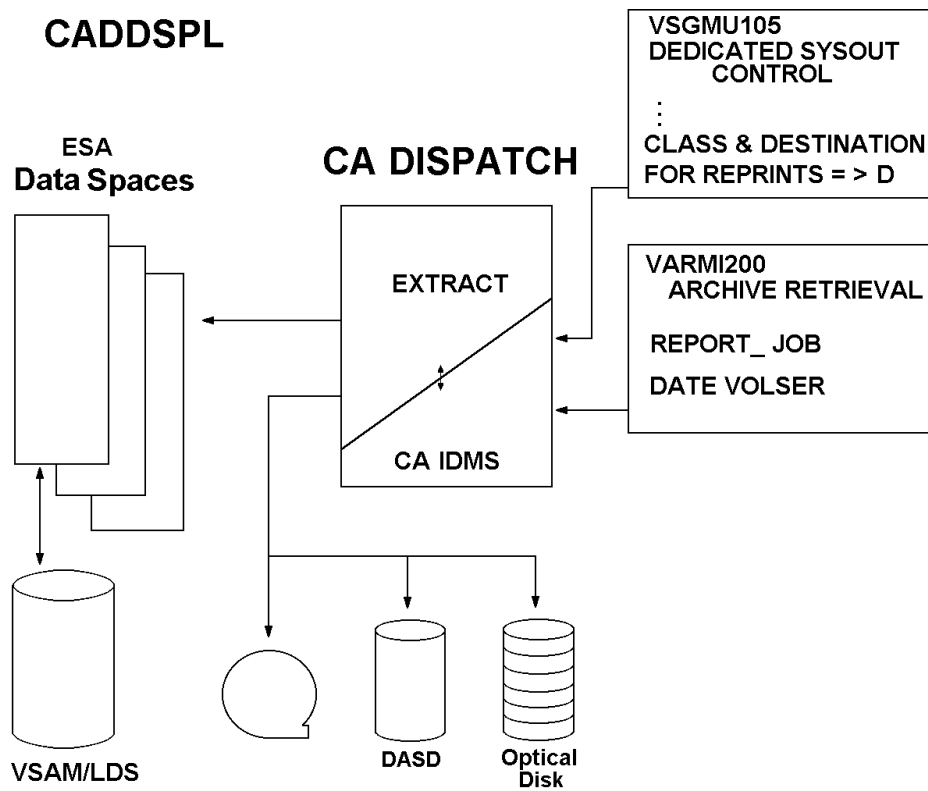 CADDSPL
VSGMU105
DEDICATED SYSOUT
CONTROL
⋮
CLASS & DESTINATION
FOR REPRINTS = > D
ESA
Data Spaces
CA DISPATCH
EXTRACT
CA IDMS
VARMI200
ARCHIVE RETRIEVAL
REPORT_ JOB
DATE VOLSER
VSAM/LDS
DASD
Optical
Disk